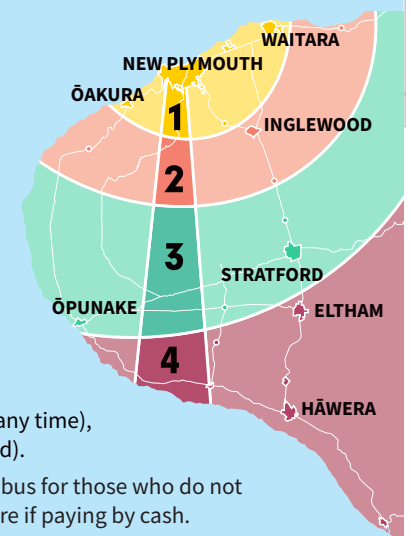 WAITARA
NEW PLYMOUTH
ŌAKURA
1
INGLEWOOD
2
3
STRATFORD
ŌPUNAKE
ELTHAM
4
HĀWERA
any time),
d).
bus for those who do not
re if paying by cash.